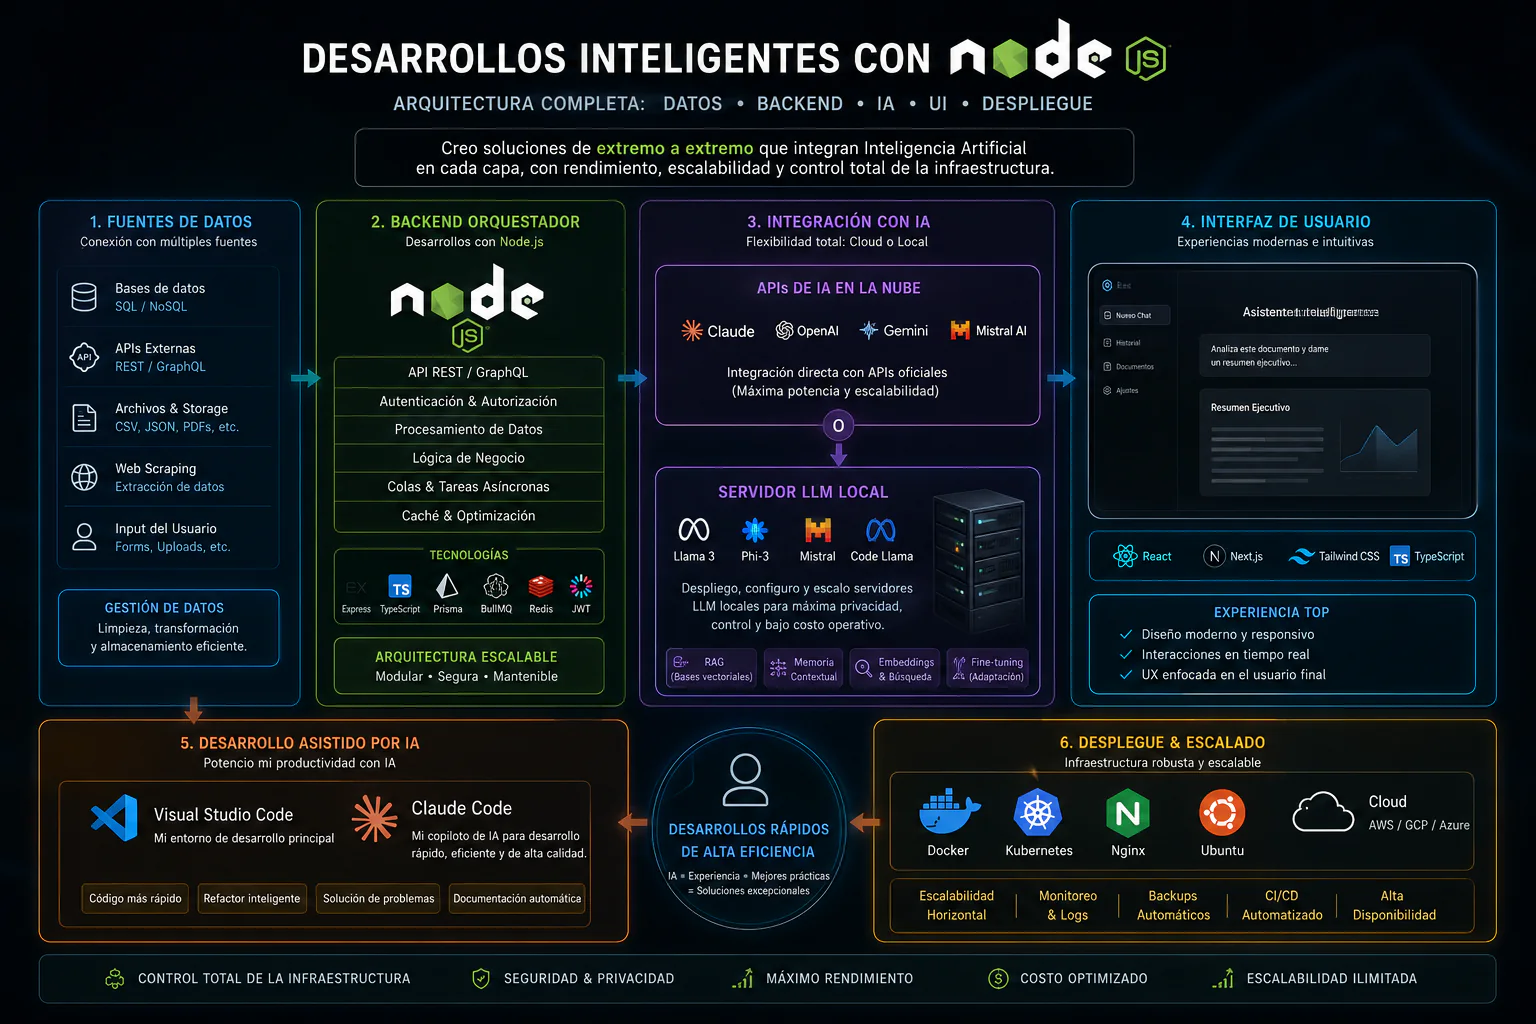 DESARROLLOS INTELIGENTES CON node JS
ARQUITECTURA COMPLETA: DATOS • BACKEND • IA • UI • DESPLIEGUE
Creo soluciones de extremo a extremo que integran Inteligencia Artificial
en cada capa, con rendimiento, escalabilidad y control total de la infraestructura.
1. FUENTES DE DATOS
Conexión con múltiples fuentes
Bases de datos
SQL / NoSQL
API
APIs Externas
REST / GraphQL
Archivos & Storage
CSV, JSON, PDFs, etc.
Web Scraping
Extracción de datos
Input del Usuario
Forms, Uploads, etc.
GESTIÓN DE DATOS
Limpieza, transformación
y almacenamiento eficiente.
2. BACKEND ORQUESTADOR
Desarrollos con Node.js
node
JS
API REST / GraphQL
Autenticación & Autorización
Procesamiento de Datos
Lógica de Negocio
Colas & Tareas Asíncronas
Caché & Optimización
TECNOLOGÍAS
EX
TS
Express
TypeScript
Prisma
BullMQ
Redis
JWT
ARQUITECTURA ESCALABLE
Modular • Segura • Mantenible
3. INTEGRACIÓN CON IA
Flexibilidad total: Cloud o Local
APIs DE IA EN LA NUBE
Claude
OpenAI
Gemini
Mistral AI
Integración directa con APIs oficiales
(Máxima potencia y escalabilidad)
O
SERVIDOR LLM LOCAL
Llama 3
Phi-3
Mistral
Code Llama
Despliego, configuro y escalo servidores
LLM locales para máxima privacidad,
control y bajo costo operativo.
RAG
(Bases vectoriales)
Memoria
Contextual
Embeddings
& Búsqueda
Fine-tuning
(Adaptación)
4. INTERFAZ DE USUARIO
Experiencias modernas e intuitivas
Nuevo Chat
Historial
Documentos
Ajustes
Asistente
Analiza este documento y dame
un resumen ejecutivo...
Resumen Ejecutivo
React
N
Next.js
Tailwind CSS
TS
TypeScript
EXPERIENCIA TOP
Diseño moderno y responsivo
Interacciones en tiempo real
UX enfocada en el usuario final
5. DESARROLLO ASISTIDO POR IA
Potencio mi productividad con IA
Visual Studio Code
Mi entorno de desarrollo principal
Claude Code
Mi copiloto de IA para desarrollo
rápido, eficiente y de alta calidad.
Código más rápido
Refactor inteligente
Solución de problemas
Documentación automática
DESARROLLOS RÁPIDOS
DE ALTA EFICIENCIA
IA + Experiencia + Mejores prácticas
= Soluciones excepcionales
6. DESPLEGUE & ESCALADO
Infraestructura robusta y escalable
Docker
Kubernetes
N
Nginx
Ubuntu
Cloud
AWS / GCP / Azure
Escalabilidad
Horizontal
Monitoreo
& Logs
Backups
Automáticos
CI/CD
Automatizado
Alta
Disponibilidad
CONTROL TOTAL DE LA INFRAESTRUCTURA
SEGURIDAD & PRIVACIDAD
MÁXIMO RENDIMIENTO
$
COSTO OPTIMIZADO
ESCALABILIDAD ILIMITADA